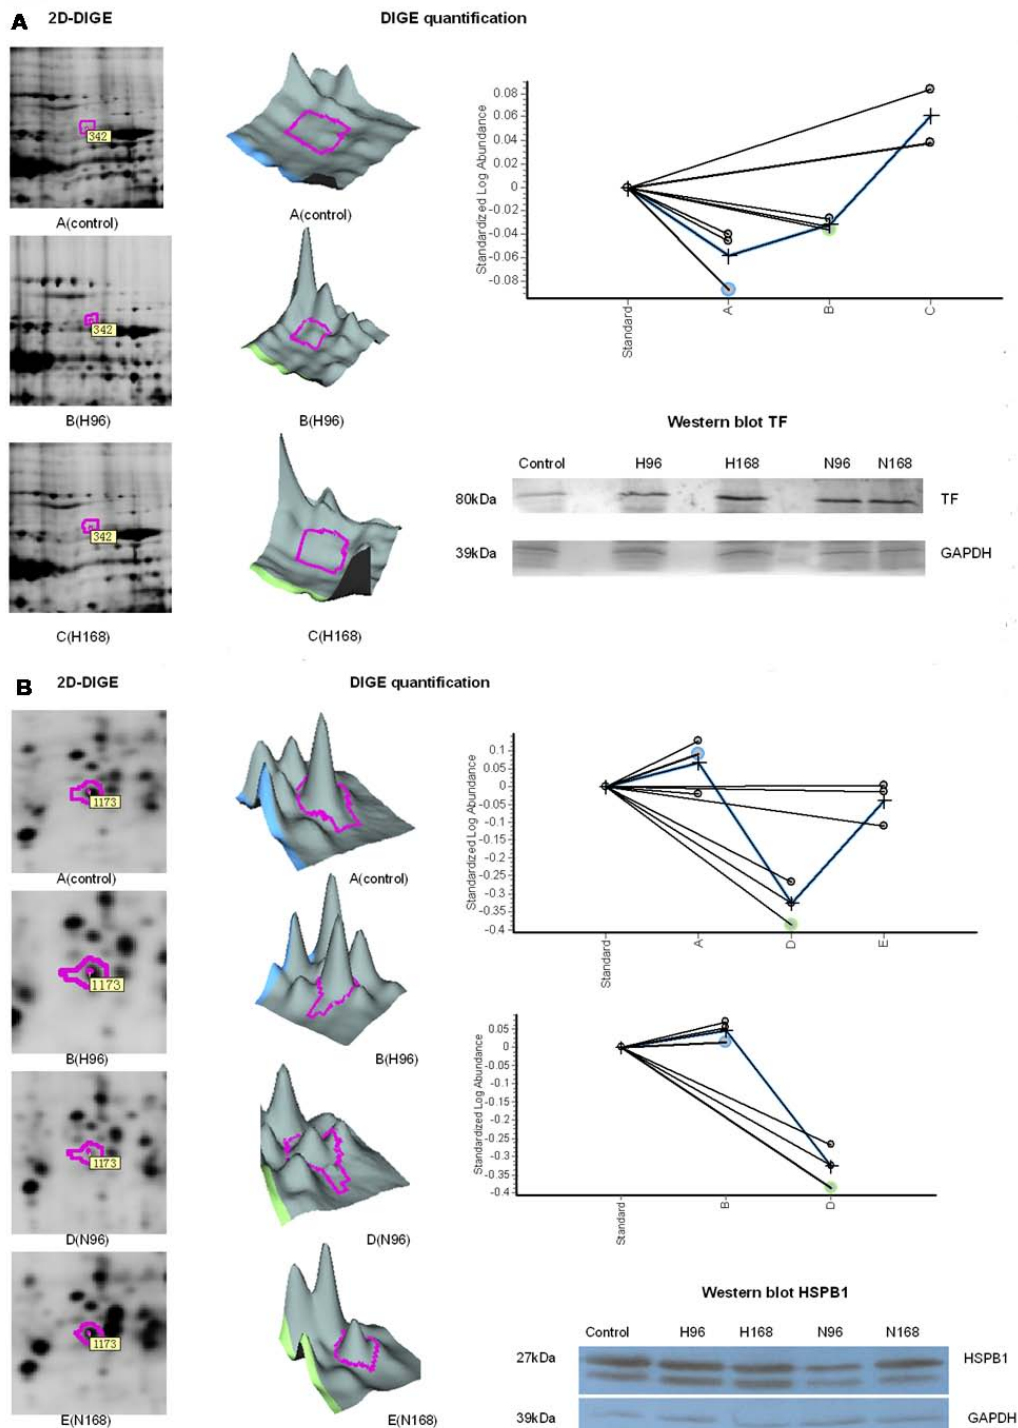 A 2D-DIGE DIGE quantification
342
A(control)
A(control)
342
B(H96)
B(H96)
342
C(H168)
C(H168)
Standardized Log Abundance
0.08
0.06
0.04
0.02
0
-0.02
-0.04
-0.06
-0.08
Standard A B C
Western blot TF
Control H96 H168 N96 N168
80kDa TF
39kDa GAPDH
B 2D-DIGE DIGE quantification
1173
A(control)
A(control)
1173
B(H96)
B(H96)
1173
D(N96)
D(N96)
1173
E(N168)
E(N168)
Standardized Log Abundance
0.1
0.05
0
-0.05
-0.1
-0.15
-0.2
-0.25
-0.3
-0.35
-0.4
Standard A D E
Standardized Log Abundance
0.05
0
-0.05
-0.1
-0.15
-0.2
-0.25
-0.3
-0.35
-0.4
Standard B D
Western blot HSPB1
Control H96 H168 N96 N168
27kDa HSPB1
39kDa GAPDH